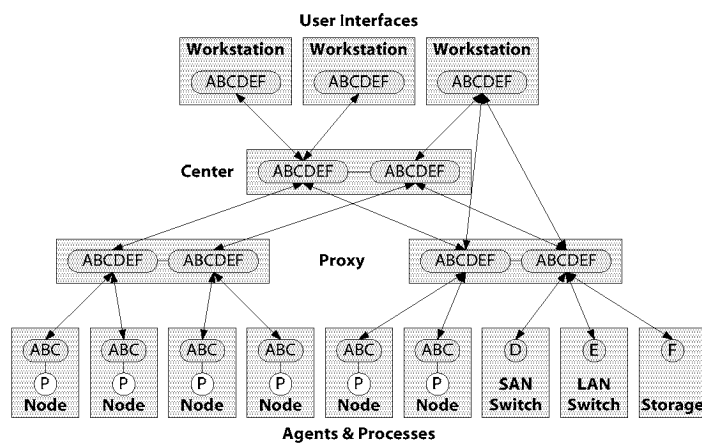 User Interfaces
Workstation Workstation Workstation
ABCDEF ABCDEF ABCDEF
Center ABCDEF ABCDEF
ABCDEF ABCDEF Proxy ABCDEF ABCDEF
ABC ABC ABC ABC ABC ABC D E F
P P P P P P SAN LAN
Node Node Node Node Node Node Switch Switch Storage
Agents & Processes